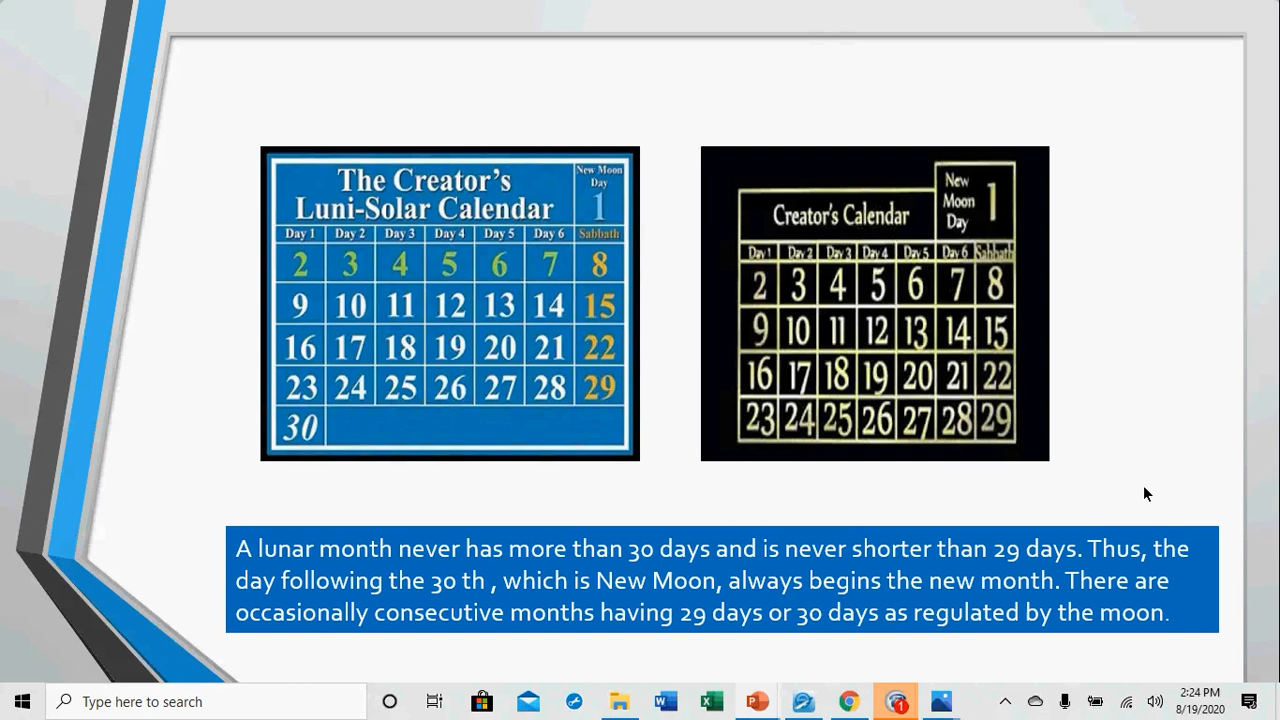 The Creator's
Luni-Solar Calendar
New Moon
Day
1
Day 1 Day 2 Day 3 Day 4 Day 5 Day 6 Sabbath
2 3 4 5 6 7 8
9 10 11 12 13 14 15
16 17 18 19 20 21 22
23 24 25 26 27 28 29
30
Creator's Calendar
New
Moon
Day
1
Day 1 Day 2 Day 3 Day 4 Day 5 Day 6 Sabbath
2 3 4 5 6 7 8
9 10 11 12 13 14 15
16 17 18 19 20 21 22
23 24 25 26 27 28 29
A lunar month never has more than 30 days and is never shorter than 29 days. Thus, the
day following the 30 th , which is New Moon, always begins the new month. There are
occasionally consecutive months having 29 days or 30 days as regulated by the moon.
Type here to search
1
2:24 PM
8/19/2020